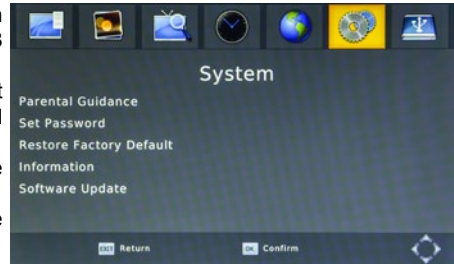 System
Parental Guidance
Set Password
Restore Factory Default
Information
Software Update
EXIT Return
OK Confirm